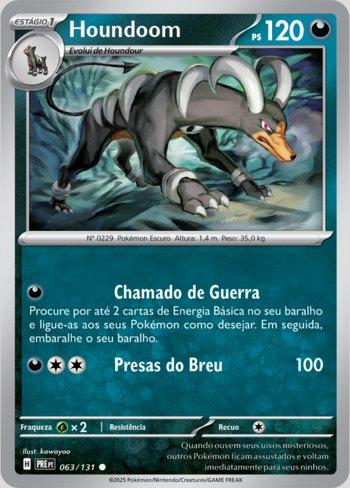 ESTÁGIO 1
Houndoom
PS 120
Evolui de Houndour
Nº 0229 Pokémon Escuro Altura: 1,4 m Peso: 35,0 kg
Chamado de Guerra
Procure por até 2 cartas de Energia Básica no seu baralho
e ligue-as aos seus Pokémon como desejar. Em seguida,
embaralhe o seu baralho.
Presas do Breu 100
Fraqueza × 2 Resistência Recuo
Ilust. kawayoo
H PRE PT 063/131
Quando ouvem seus uivos misteriosos,
outros Pokémon ficam assustados e voltam
imediatamente para seus ninhos.
©2025 Pokémon/Nintendo/Creatures/GAME FREAK